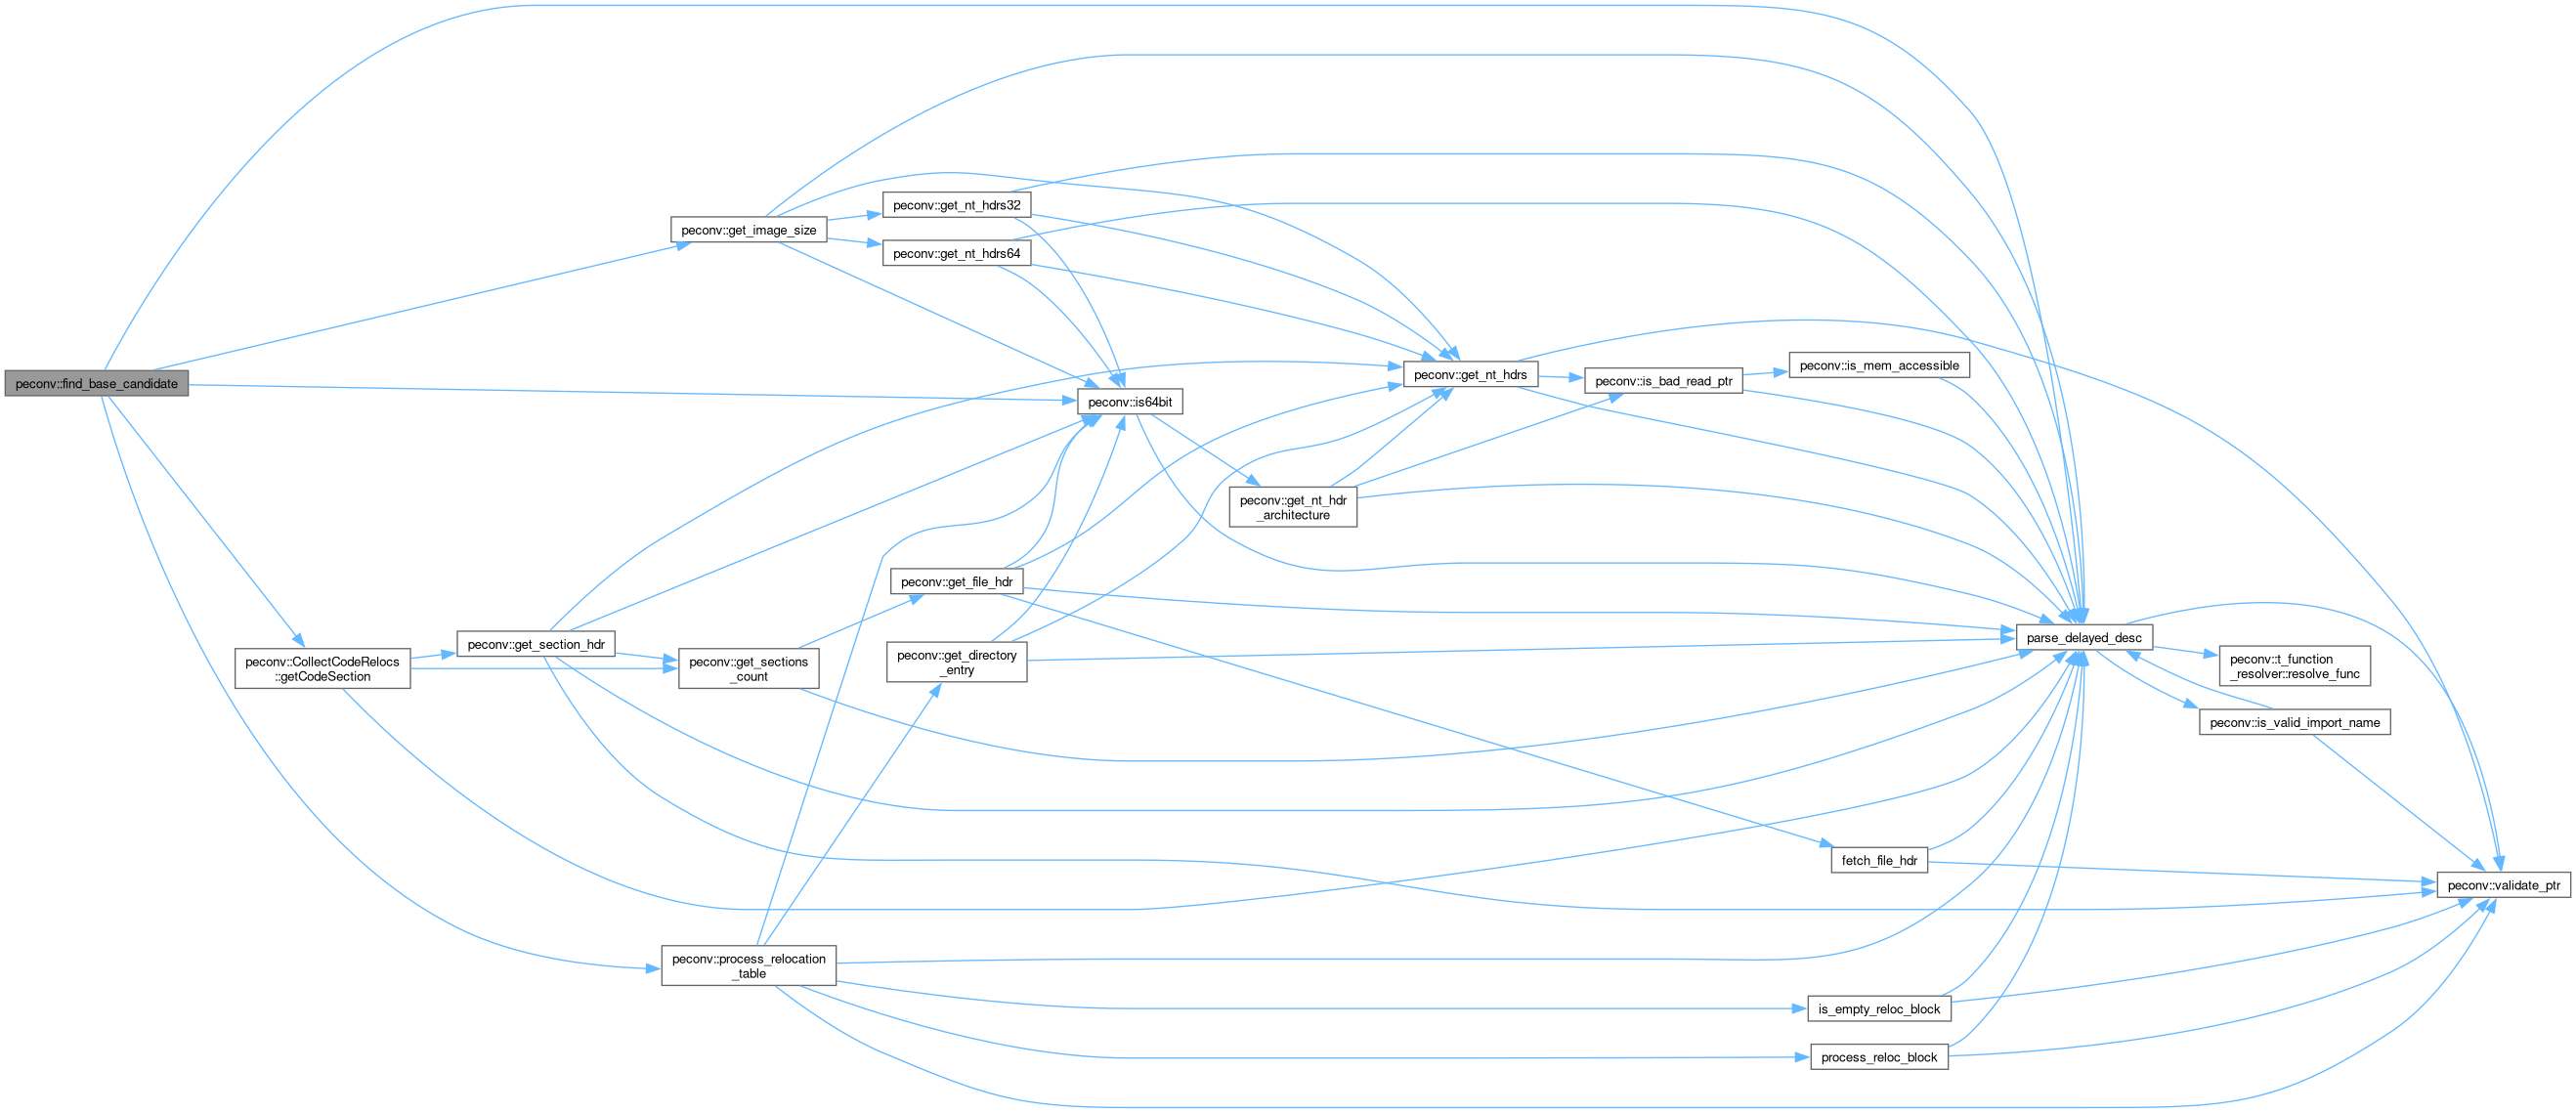 peconv::find_base_candidate
peconv::get_image_size
peconv::get_nt_hdrs32
peconv::get_nt_hdrs64
peconv::is64bit
peconv::get_nt_hdrs
peconv::is_bad_read_ptr
peconv::is_mem_accessible
peconv::get_nt_hdr
_architecture
peconv::CollectCodeRelocs
::getCodeSection
peconv::get_section_hdr
peconv::get_sections
_count
peconv::get_file_hdr
peconv::get_directory
_entry
parse_delayed_desc
peconv::t_function
_resolver::resolve_func
peconv::is_valid_import_name
fetch_file_hdr
peconv::validate_ptr
peconv::process_relocation
_table
is_empty_reloc_block
process_reloc_block